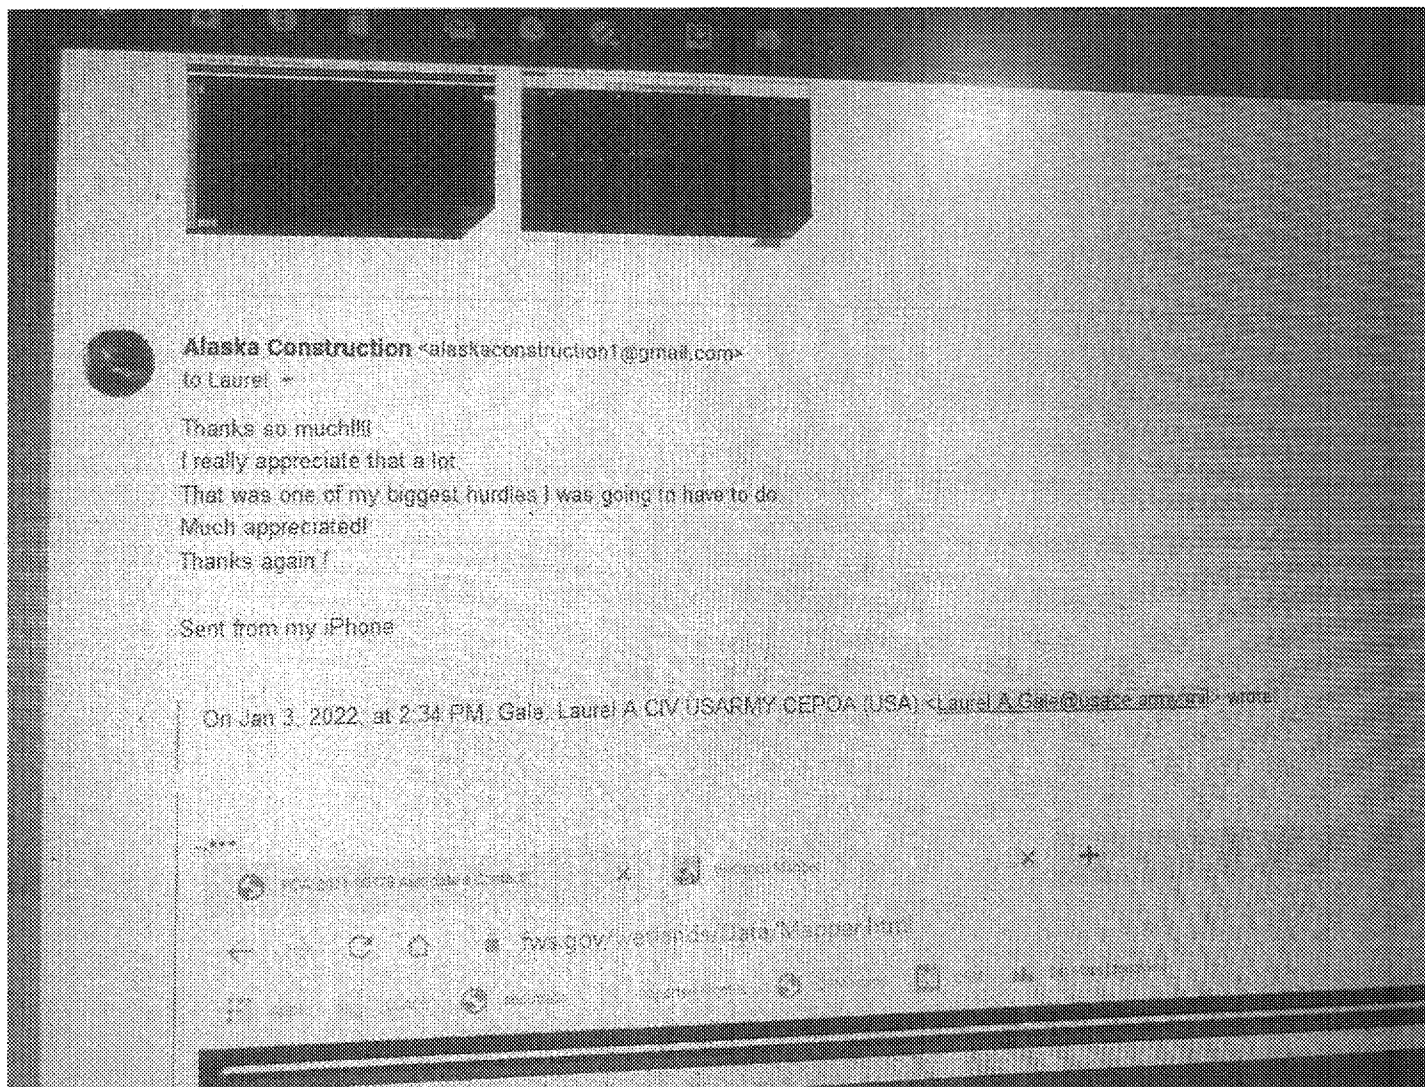 Alaska Construction <alaskaconstruction1@gmail.com>
to Laurel
Thanks so much!!!!
I really appreciate that a lot.
That was one of my biggest hurdles I was going to have to do.
Much appreciated!
Thanks again !
Sent from my iPhone
On Jan 3, 2022, at 2:34 PM, Gale, Laurel A CIV USARMY CEPOA (USA) <Laurel.A.Gale@usace.army.mil> wrote:
fws.gov/wetlands/Data/Mapper.html